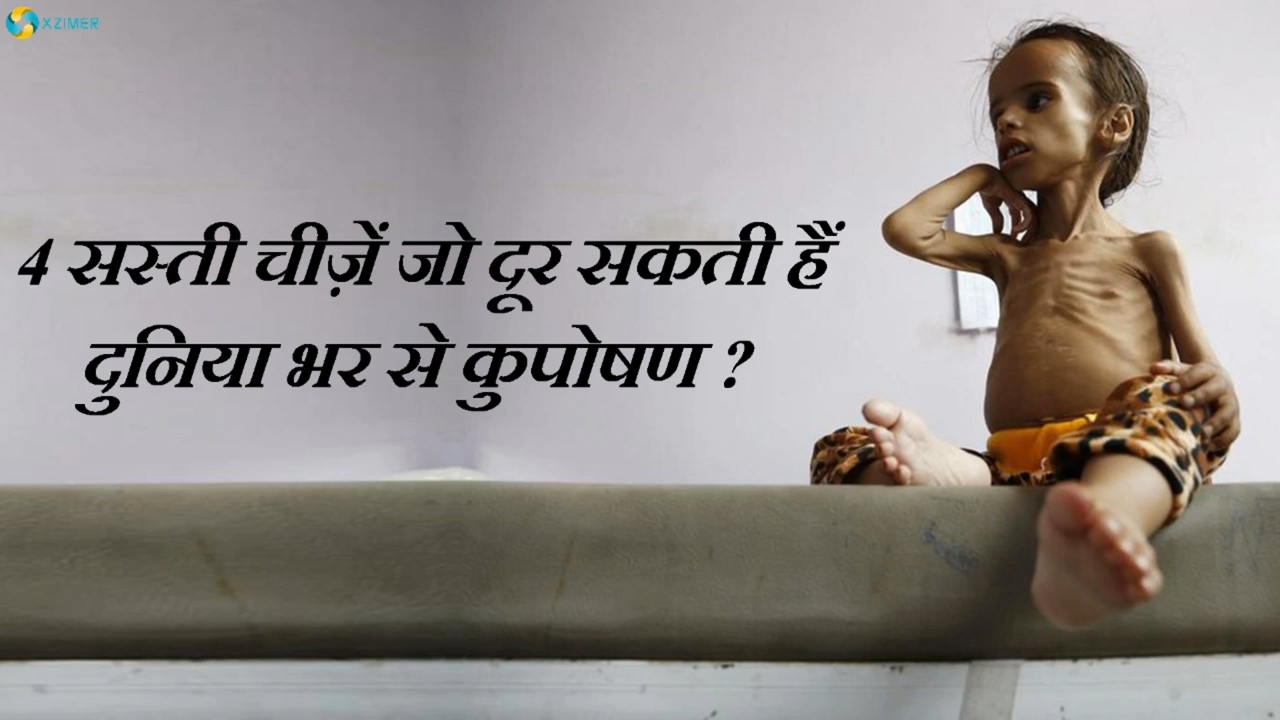 XZIMER
4 सस्ती चीज़ें जो दूर सकती हैं
दुनिया भर से कुपोषण ?